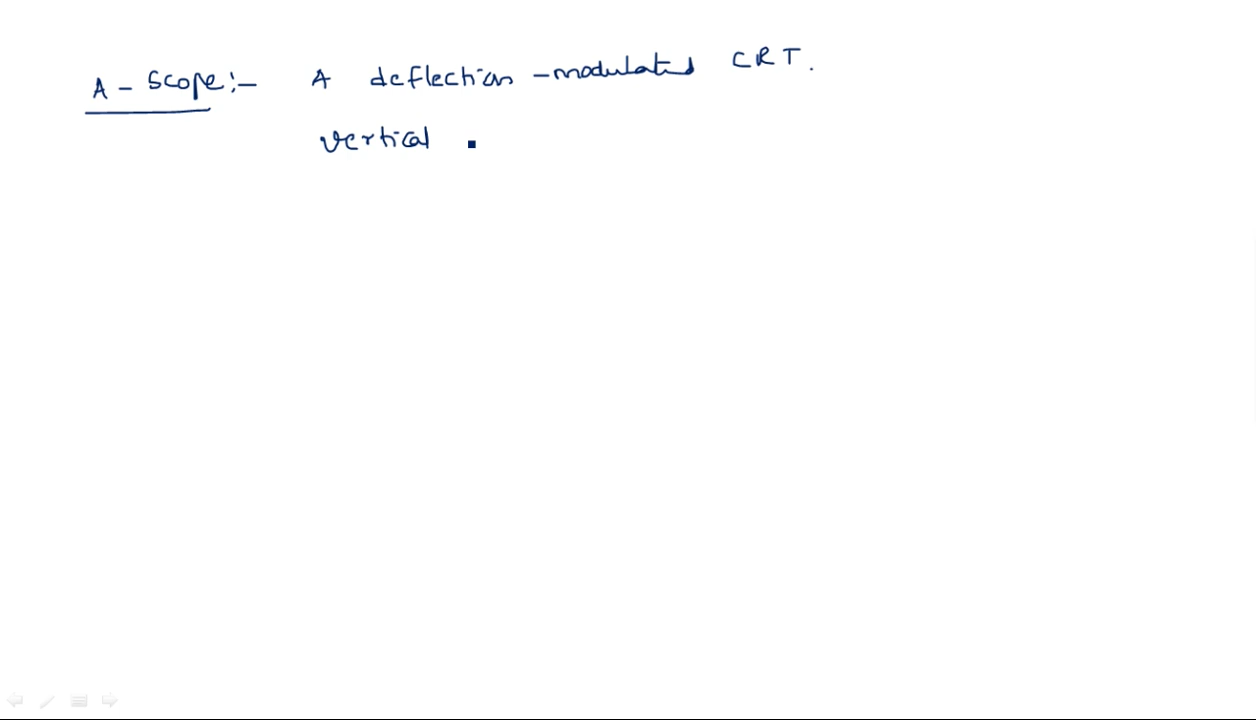 A - Scope :- A deflection - modulated CRT.
vertical